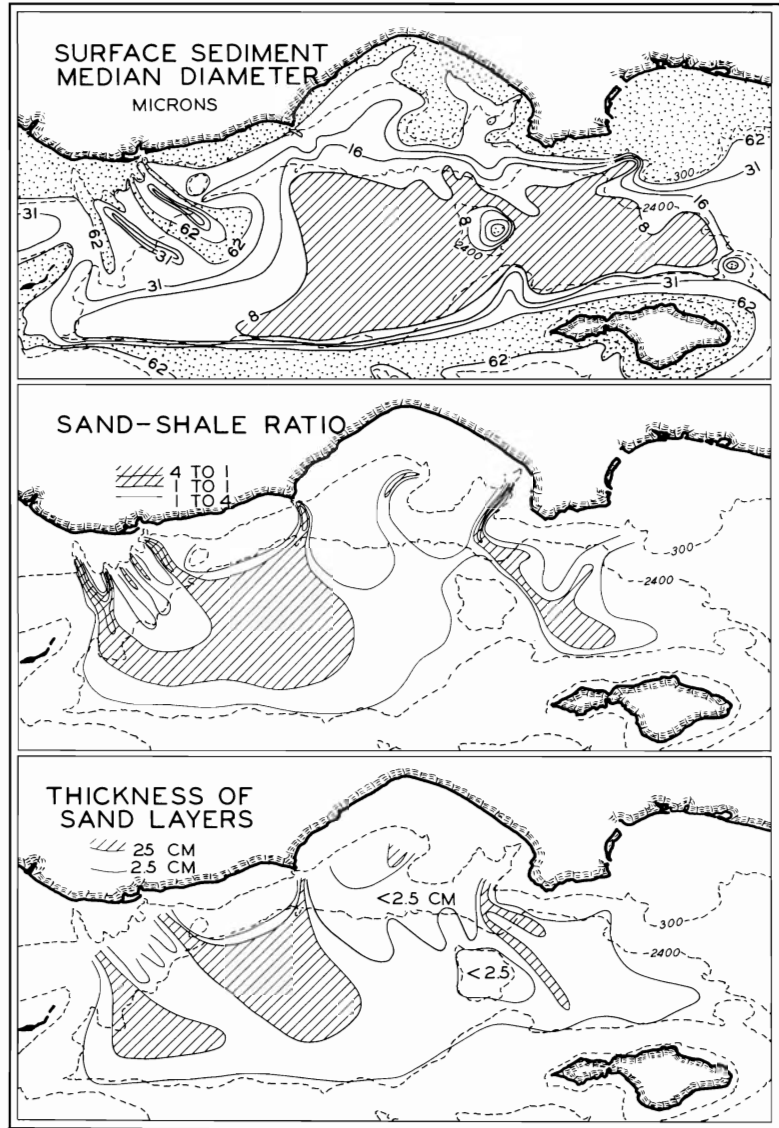 SURFACE SEDIMENT
MEDIAN DIAMETER
MICRONS
16
62
31
300
16
2400
8
31
62
62
31
62
31
8
2400
8
31
62
62
62
SAND-SHALE RATIO
4 TO 1
1 TO 1
1 TO 4
300
2400
THICKNESS OF
SAND LAYERS
25 CM
2.5 CM
<2.5 CM
300
2400
<2.5